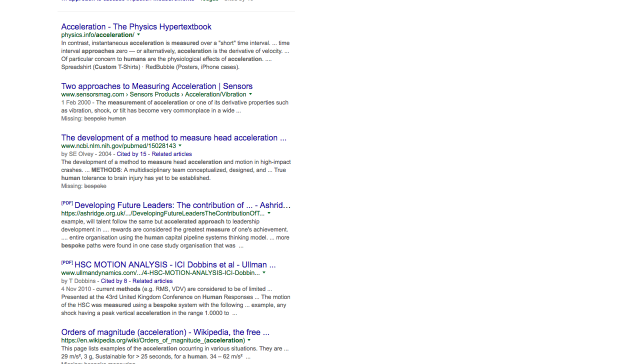 Acceleration - The Physics Hypertextbook
physics.info/acceleration/
In contrast, instantaneous acceleration is measured over a "short" time interval. ... time
interval approaches zero — or alternatively, acceleration is the derivative of velocity. ...
Of particular concern to humans are the physiological effects of acceleration. ....
Spreadsheet (Custom T-Shirts) · RedBubble (Posters, iPhone cases).
Two approaches to Measuring Acceleration | Sensors
www.sensorsmag.com › Sensors Products › Acceleration/Vibration
1 Feb 2000 - The measurement of acceleration or one of its derivative properties such
as vibration, shock, or tilt has become very commonplace in a wide ...
Missing: bespoke human
The development of a method to measure head acceleration ...
www.ncbi.nlm.nih.gov/pubmed/15028143
by SE Olvey - 2004 - Cited by 15 - Related articles
The development of a method to measure head acceleration and motion in high-impact
crashes. ... METHODS: A multidisciplinary team conceptualized, designed, and ... True
human tolerance to brain injury has yet to be established.
Missing: bespoke
[PDF] Developing Future Leaders: The contribution of ... - Ashrid...
https://ashridge.org.uk/.../DevelopingFutureLeadersTheContributionOfT...
example, will talent follow the same but accelerated approach to leadership
development in .... rewards are considered the greatest measure of one's achievement.
.... entire organisation using the human capital pipeline systems thinking model. ... more
bespoke paths were found in one case study organisation that was ...
[PDF] HSC MOTION ANALYSIS - ICI Dobbins et al - Ullman ...
www.ullmandynamics.com/.../4-HSC-MOTION-ANALYSIS-ICI-Dobbin...
by T Dobbins - Cited by 8 - Related articles
4 Nov 2010 - current methods (e.g. RMS, VDV) are considered to be of limited ...
Presented at the 43rd United Kingdom Conference on Human Responses ... The motion
of the HSC was measured using a bespoke system with the following ... example, any
shock having a peak vertical acceleration in the range 1.0000 to ...
Orders of magnitude (acceleration) - Wikipedia, the free ...
https://en.wikipedia.org/wiki/Orders_of_magnitude_(acceleration)
This page lists examples of the acceleration occurring in various situations. They are ...
29 m/s², 3 g, Sustainable for > 25 seconds, for a human. 34 – 62 m/s² ...